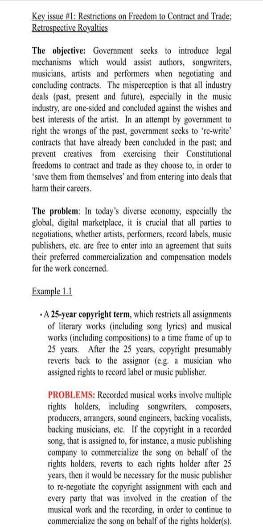 Key issue #1: Restrictions on Freedom to Contract and Trade:
Retrospective Royalties
The objective: Government seeks to introduce legal
mechanisms which would assist authors, songwriters,
musicians, artists and performers when negotiating and
concluding contracts. The misperception is that all industry
deals (past, present and future), especially in the music
industry, are one-sided and concluded against the wishes and
best interests of the artist. In an attempt by government to
right the wrongs of the past, government seeks to 're-write'
contracts that have already been concluded in the past; and
prevent creatives from exercising their Constitutional
freedoms to contract and trade as they choose to, in order to
'save them from themselves' and from entering into deals that
harm their careers.
The problem: In today's diverse economy, especially the
global, digital marketplace, it is crucial that all parties to
negotiations, whether artists, performers, record labels, music
publishers, etc. are free to enter into an agreement that suits
their preferred commercialization and compensation models
for the work concerned.
Example 1.1
• A 25-year copyright term, which restricts all assignments
of literary works (including song lyrics) and musical
works (including compositions) to a time frame of up to
25 years. After the 25 years, copyright presumably
reverts back to the assignor (e.g. a musician who
assigned rights to record label or music publisher.
PROBLEMS: Recorded musical works involve multiple
rights holders, including songwriters, composers,
producers, arrangers, sound engineers, backing vocalists,
backing musicians, etc. If the copyright in a recorded
song, that is assigned to, for instance, a music publishing
company to commercialize the song on behalf of the
rights holders, reverts to each rights holder after 25
years, then it would be necessary for the music publisher
to re-negotiate the copyright assignment with each and
every party that was involved in the creation of the
musical work and the recording, in order to continue to
commercialize the song on behalf of the rights holder(s).